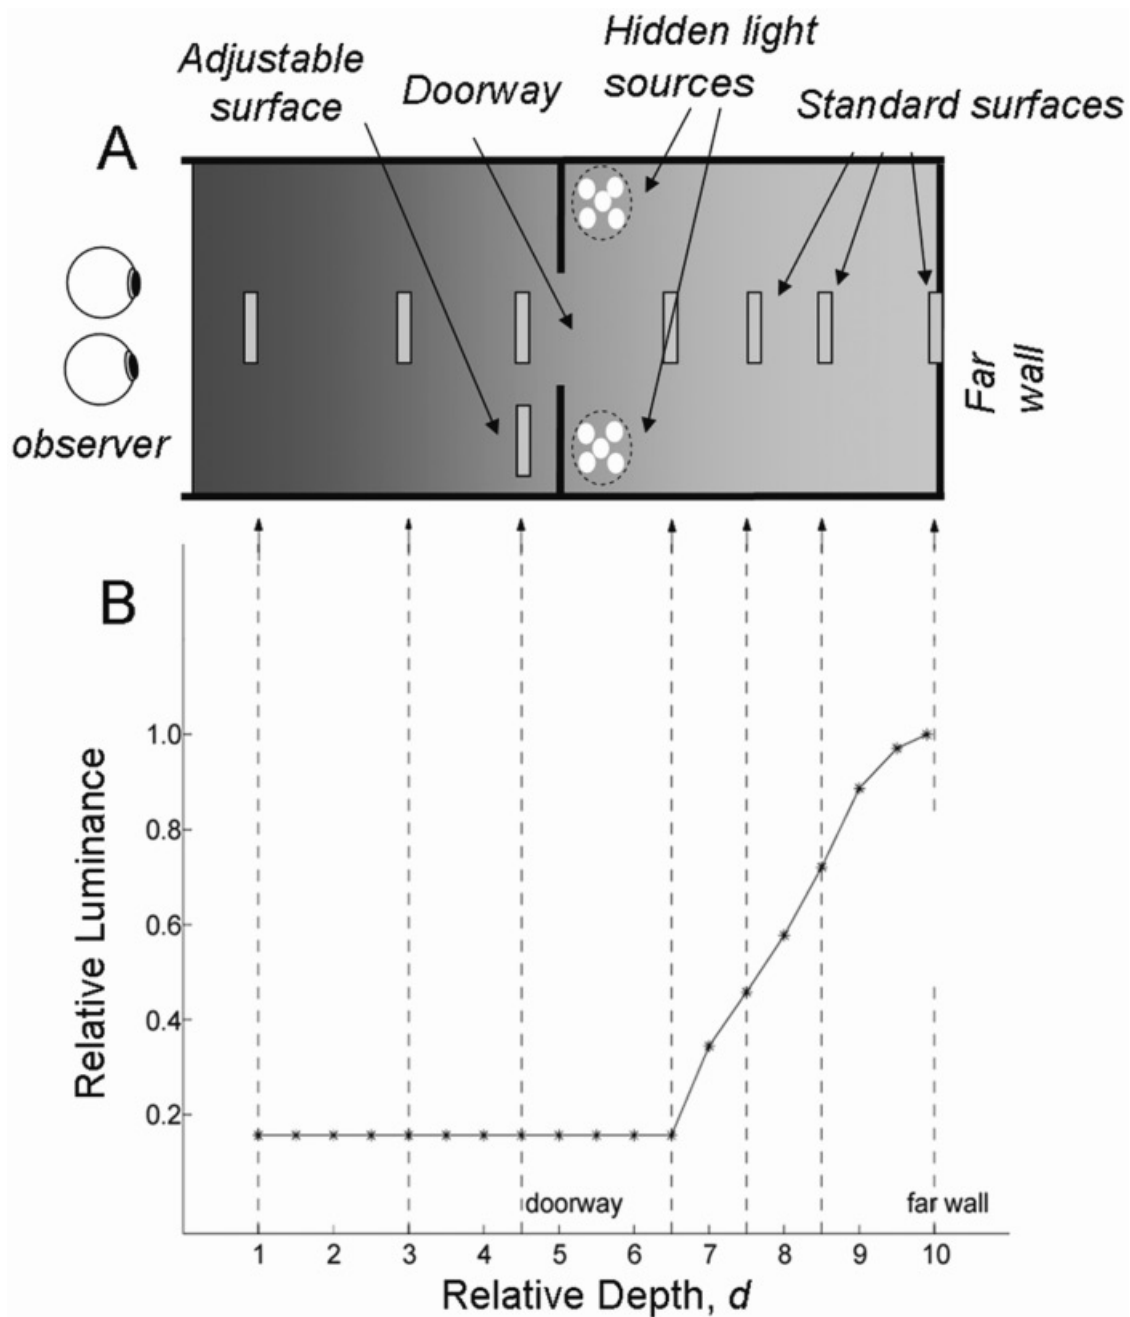 Adjustable
surface
Doorway
Hidden light
sources
Standard surfaces
A
observer
Far
wall
B
1.0
0.8
0.6
0.4
0.2
Relative Luminance
doorway
far wall
1 2 3 4 5 6 7 8 9 10
Relative Depth, d